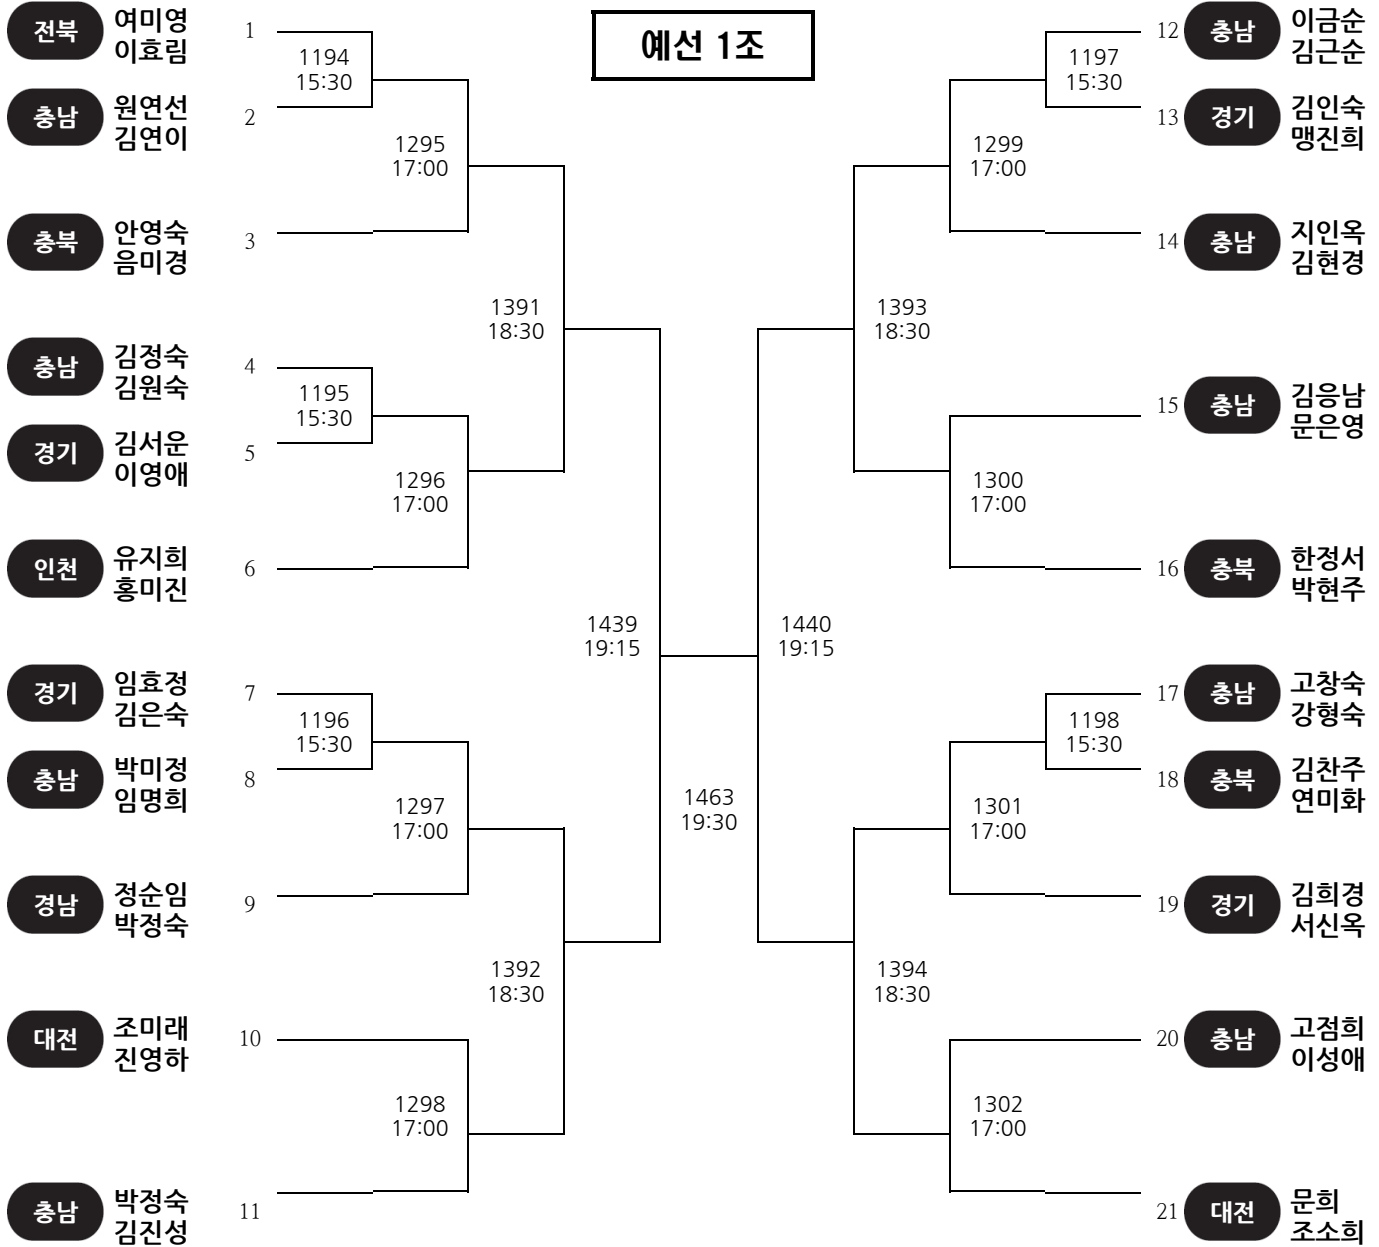 예선 1조
전북
여미영
이효림
1
1194
15:30
충남
원연선
김연이
2
1295
17:00
충북
안영숙
음미경
3
1391
18:30
충남
김정숙
김원숙
4
1195
15:30
경기
김서운
이영애
5
1296
17:00
인천
유지희
홍미진
6
1439
19:15
경기
임효정
김은숙
7
1196
15:30
충남
박미정
임명희
8
1297
17:00
경남
정순임
박정숙
9
1392
18:30
대전
조미래
진영하
10
1298
17:00
충남
박정숙
김진성
11
1463
19:30
12
충남
이금순
김근순
1197
15:30
13
경기
김인숙
맹진희
1299
17:00
14
충남
지인옥
김현경
1393
18:30
15
충남
김응남
문은영
1300
17:00
16
충북
한정서
박현주
1440
19:15
17
충남
고창숙
강형숙
1198
15:30
18
충북
김찬주
연미화
1301
17:00
19
경기
김희경
서신옥
1394
18:30
20
충남
고점희
이성애
1302
17:00
21
대전
문희
조소희